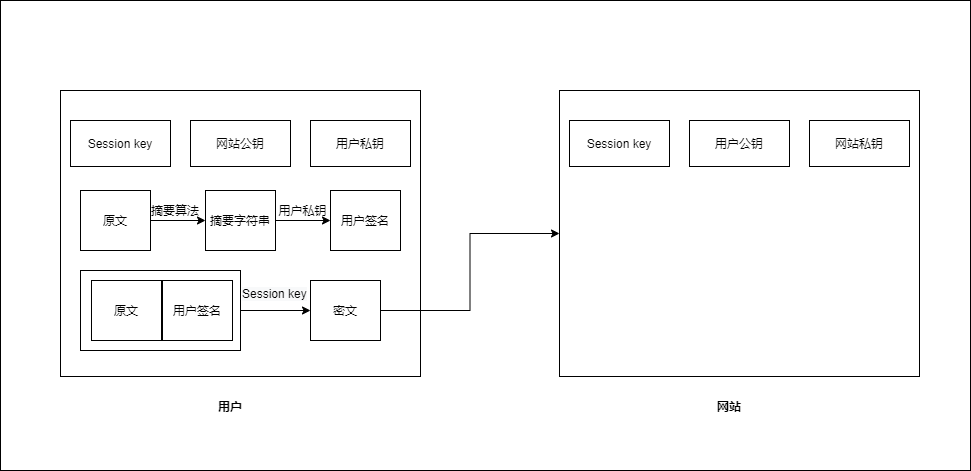 Session key
网站公钥
用户私钥
Session key
用户公钥
网站私钥
原文
摘要算法
摘要字符串
用户私钥
用户签名
原文
用户签名
Session key
密文
用户
网站